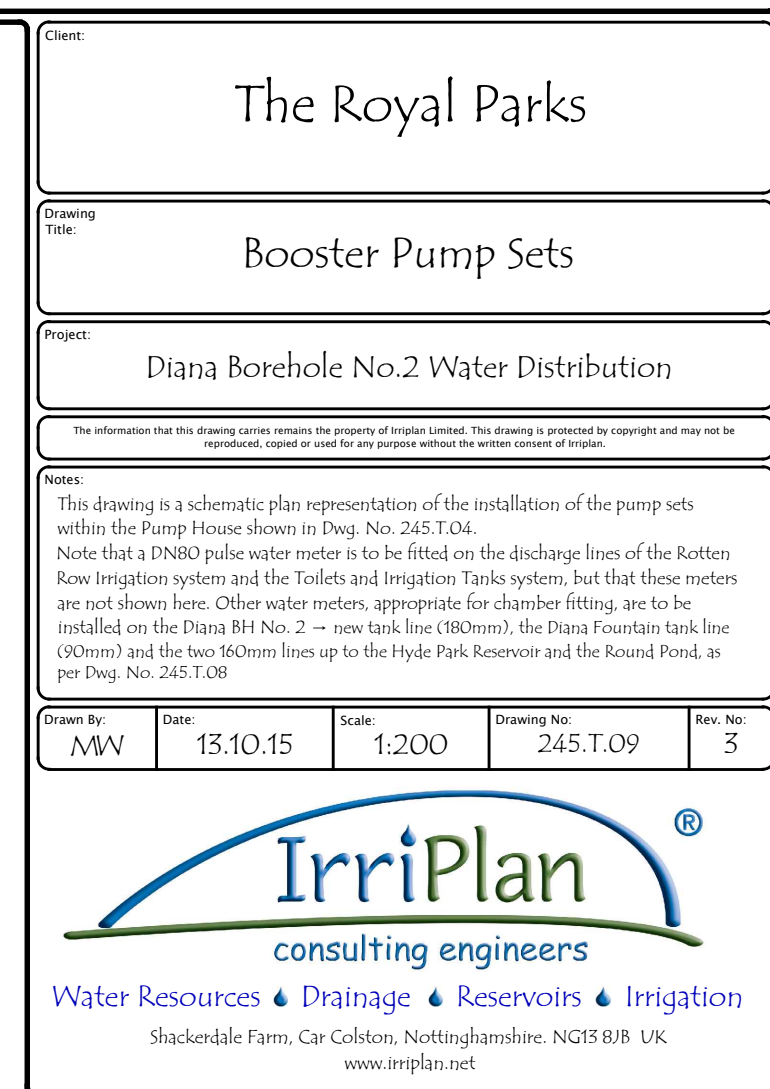 Client:
The Royal Parks
Drawing
Title:
Booster Pump Sets
Project:
Diana Borehole No.2 Water Distribution
The information that this drawing carries remains the property of Irriplan Limited. This drawing is protected by copyright and may not be
reproduced, copied or used for any purpose without the written consent of Irriplan.
Notes:
This drawing is a schematic plan representation of the installation of the pump sets
within the Pump House shown in Dwg. No. 245.T.04.
Note that a DN80 pulse water meter is to be fitted on the discharge lines of the Rotten
Row Irrigation system and the Toilets and Irrigation Tanks system, but that these meters
are not shown here. Other water meters, appropriate for chamber fitting, are to be
installed on the Diana BH No. 2 → new tank line (180mm), the Diana Fountain tank line
(90mm) and the two 160mm lines up to the Hyde Park Reservoir and the Round Pond, as
per Dwg. No. 245.T.08
Drawn By: Date: Scale: Drawing No: Rev. No:
MW 13.10.15 1:200 245.T.09 3
IrriPlan ®
consulting engineers
Water Resources Drainage Reservoirs Irrigation
Shackerdale Farm, Car Colston, Nottinghamshire. NG13 8JB UK
www.irriplan.net